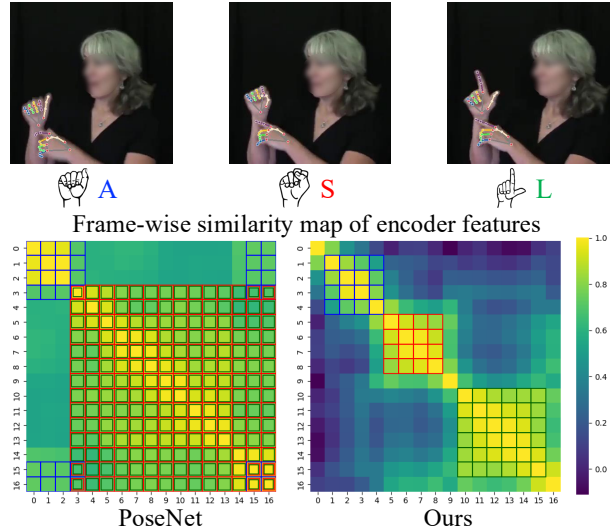 A S L
Frame-wise similarity map of encoder features
0 1 2 3 4 5 6 7 8 9 10 11 12 13 14 15 16
0 1 2 3 4 5 6 7 8 9 10 11 12 13 14 15 16
1.0
0.8
0.6
0.4
0.2
0.0
0 1 2 3 4 5 6 7 8 9 10 11 12 13 14 15 16
0 1 2 3 4 5 6 7 8 9 10 11 12 13 14 15 16
PoseNet Ours